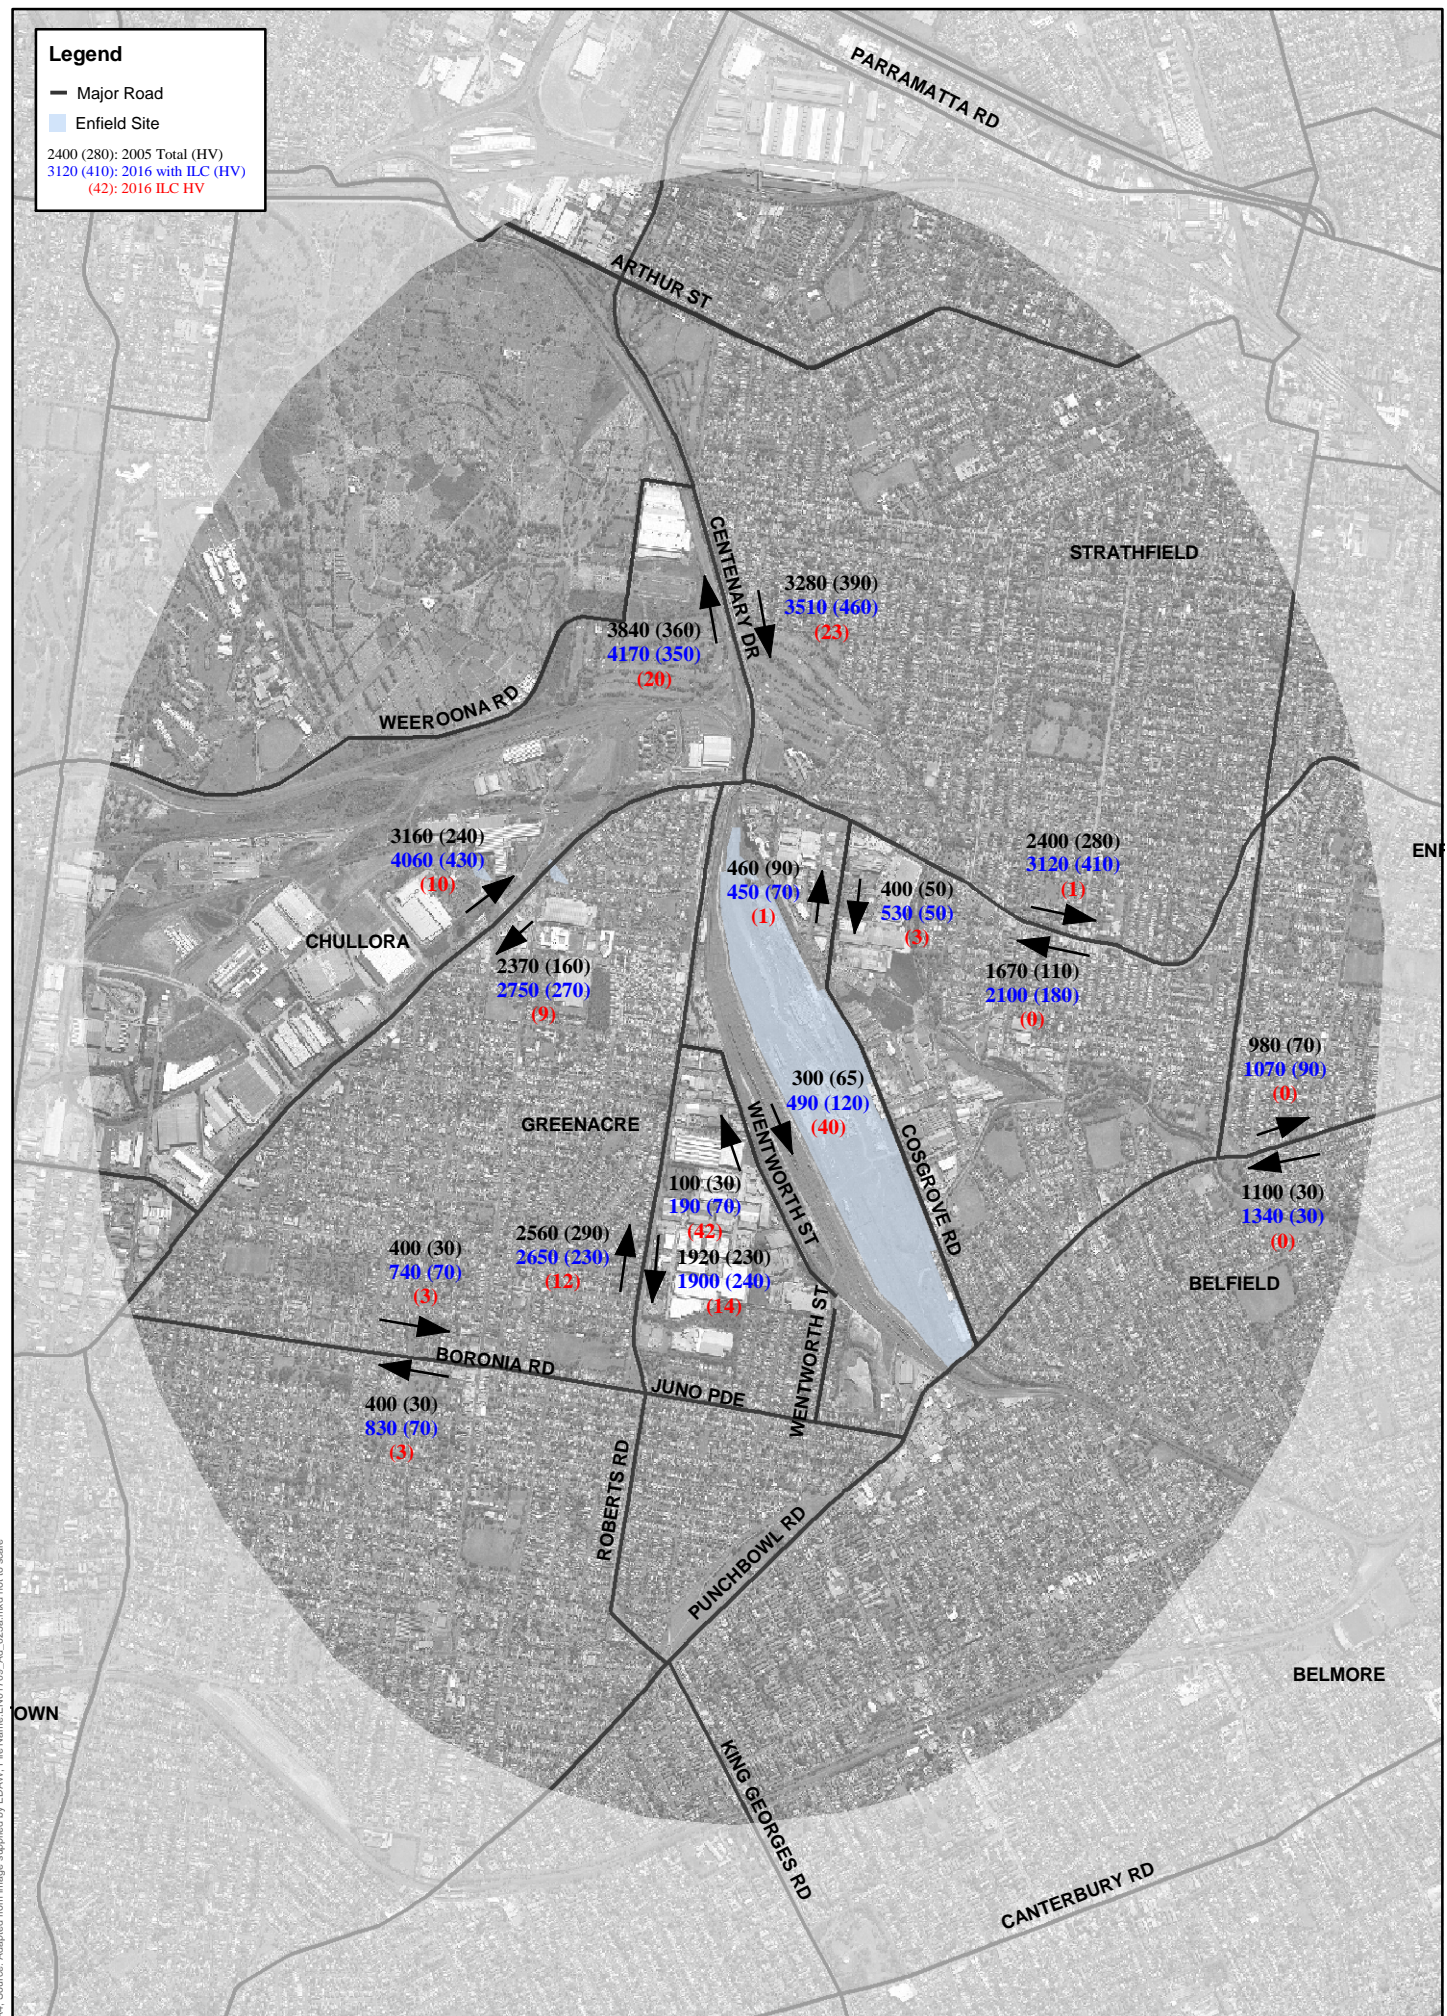 Legend
Major Road
Enfield Site
2400 (280): 2005 Total (HV)
3120 (410): 2016 with ILC (HV)
(42): 2016 ILC HV
PARRAMATTA RD
ARTHUR ST
CENTENARY DR
STRATHFIELD
3280 (390)
3510 (460)
(23)
3840 (360)
4170 (350)
(20)
WEEROONA RD
3160 (240)
4060 (430)
(10)
460 (90)
450 (70)
(1)
400 (50)
530 (50)
(3)
2400 (280)
3120 (410)
(1)
ENF
CHULLORA
2370 (160)
2750 (270)
(9)
1670 (110)
2100 (180)
(0)
980 (70)
1070 (90)
(0)
300 (65)
490 (120)
(40)
GREENACRE
WENTWORTH ST
COSGROVE RD
100 (30)
190 (70)
(42)
1100 (30)
1340 (30)
(0)
2560 (290)
2650 (230)
(12)
1920 (230)
1900 (240)
(14)
400 (30)
740 (70)
(3)
BELFIELD
WENTWORTH ST
BORONIA RD
JUNO PDE
400 (30)
830 (70)
(3)
ROBERTS RD
PUNCHBOWL RD
BELMORE
TOWN
KING GEORGES RD
CANTERBURY RD